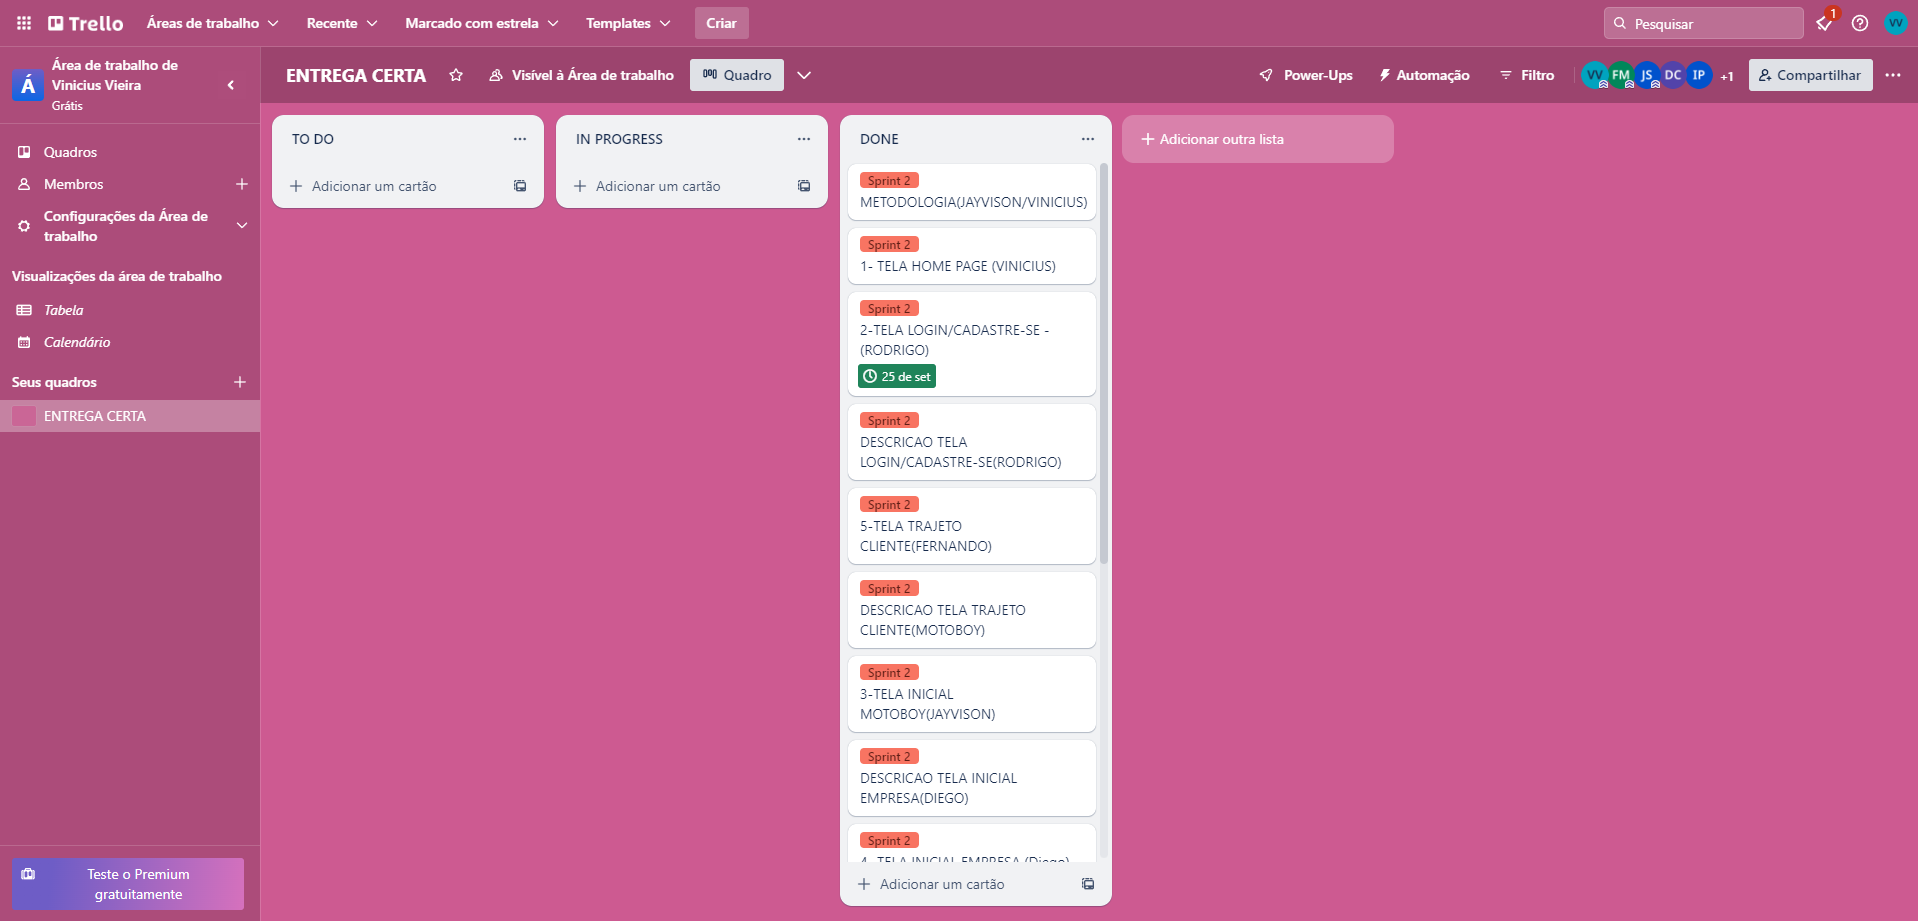 Trello
Áreas de trabalho
Recente
Marcado com estrela
Templates
Criar
Pesquisar
1
VV
Á
Área de trabalho de
Vinicius Vieira
Grátis
ENTREGA CERTA
Visível à Área de trabalho
Quadro
Power-Ups
Automação
Filtro
VV
FM
JS
DC
IP
+1
Compartilhar
Quadros
Membros
Configurações da Área de
trabalho
Visualizações da área de trabalho
Tabela
Calendário
Seus quadros
ENTREGA CERTA
Teste o Premium
gratuitamente
TO DO
Adicionar um cartão
IN PROGRESS
Adicionar um cartão
DONE
Sprint 2
METODOLOGIA(JAYVISON/VINICIUS)
Sprint 2
1- TELA HOME PAGE (VINICIUS)
Sprint 2
2-TELA LOGIN/CADASTRE-SE -
(RODRIGO)
25 de set
Sprint 2
DESCRICAO TELA
LOGIN/CADASTRE-SE(RODRIGO)
Sprint 2
5-TELA TRAJETO
CLIENTE(FERNANDO)
Sprint 2
DESCRICAO TELA TRAJETO
CLIENTE(MOTOBOY)
Sprint 2
3-TELA INICIAL
MOTOBOY(JAYVISON)
Sprint 2
DESCRICAO TELA INICIAL
EMPRESA(DIEGO)
Sprint 2
4- TELA INICIAL EMPRESA (Diego)
Adicionar um cartão
Adicionar outra lista